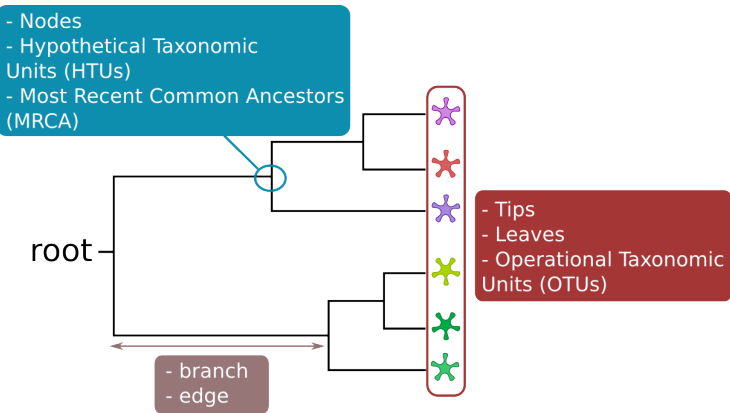 - Nodes
- Hypothetical Taxonomic
Units (HTUs)
- Most Recent Common Ancestors
(MRCA)
root
- Tips
- Leaves
- Operational Taxonomic
Units (OTUs)
- branch
- edge